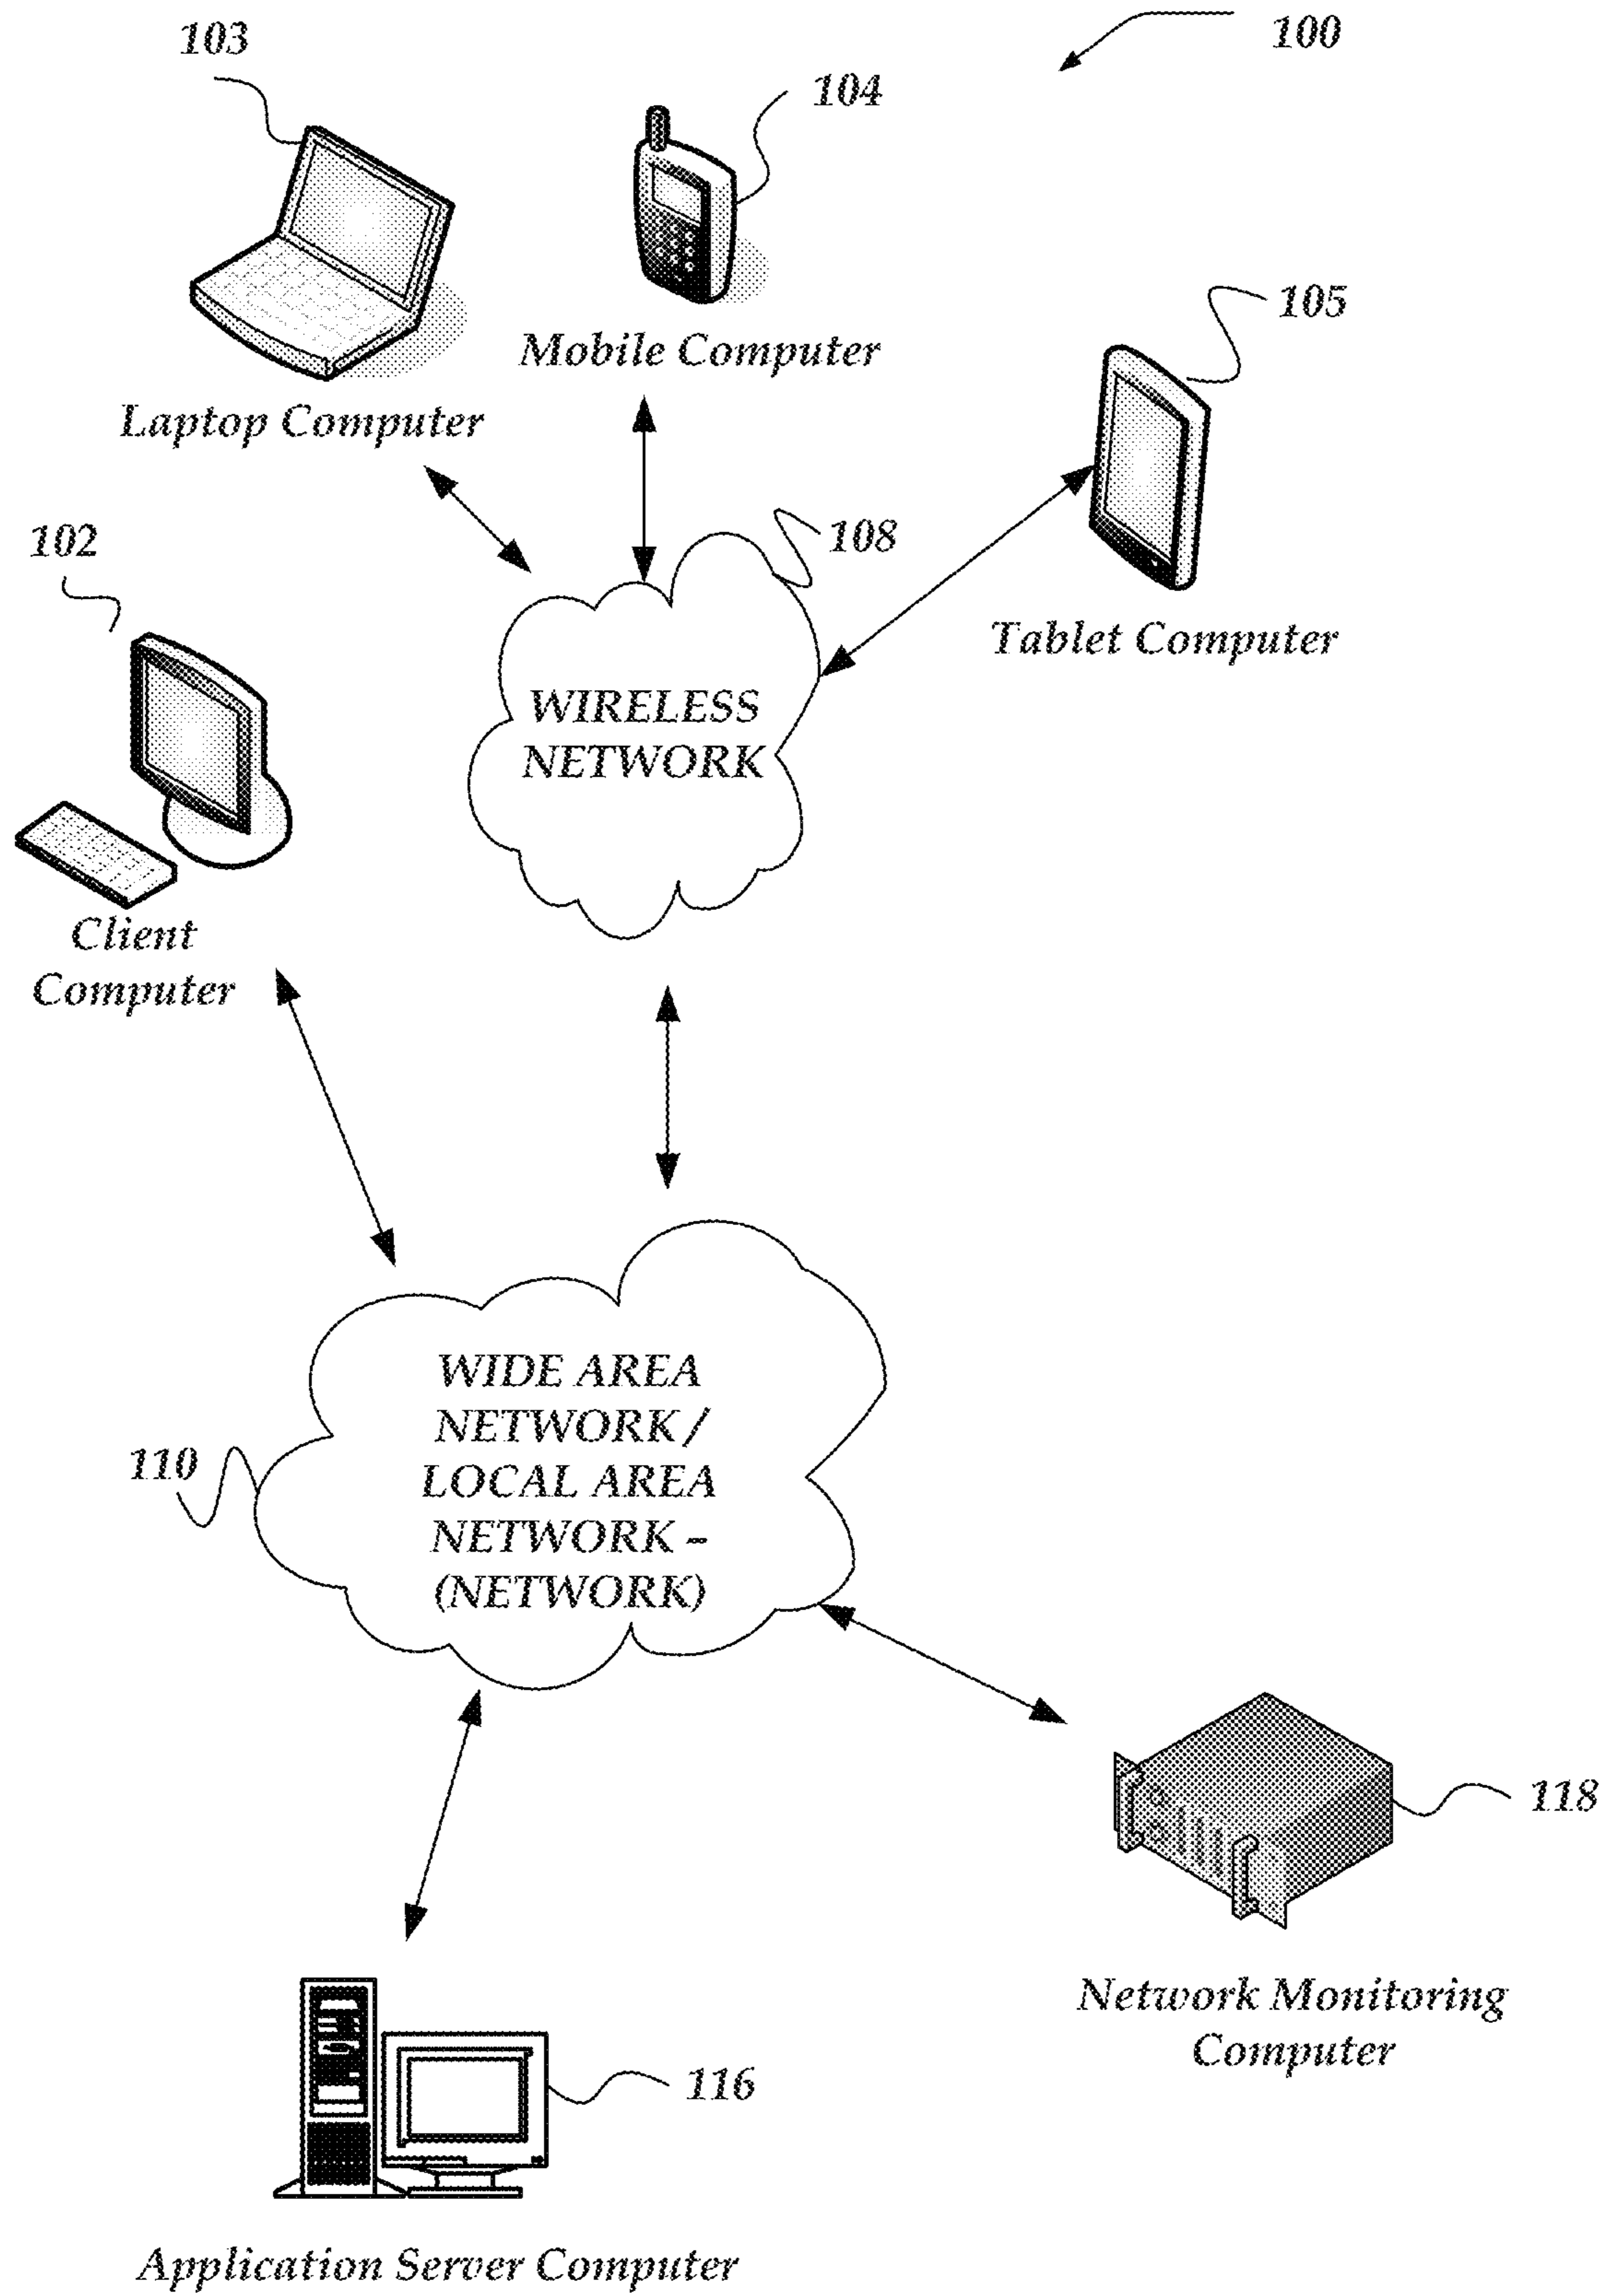 100
103
104
Mobile Computer
105
Laptop Computer
102
108
Tablet Computer
WIRELESS
NETWORK
Client
Computer
WIDE AREA
NETWORK /
LOCAL AREA
NETWORK –
(NETWORK)
110
118
Network Monitoring
Computer
116
Application Server Computer